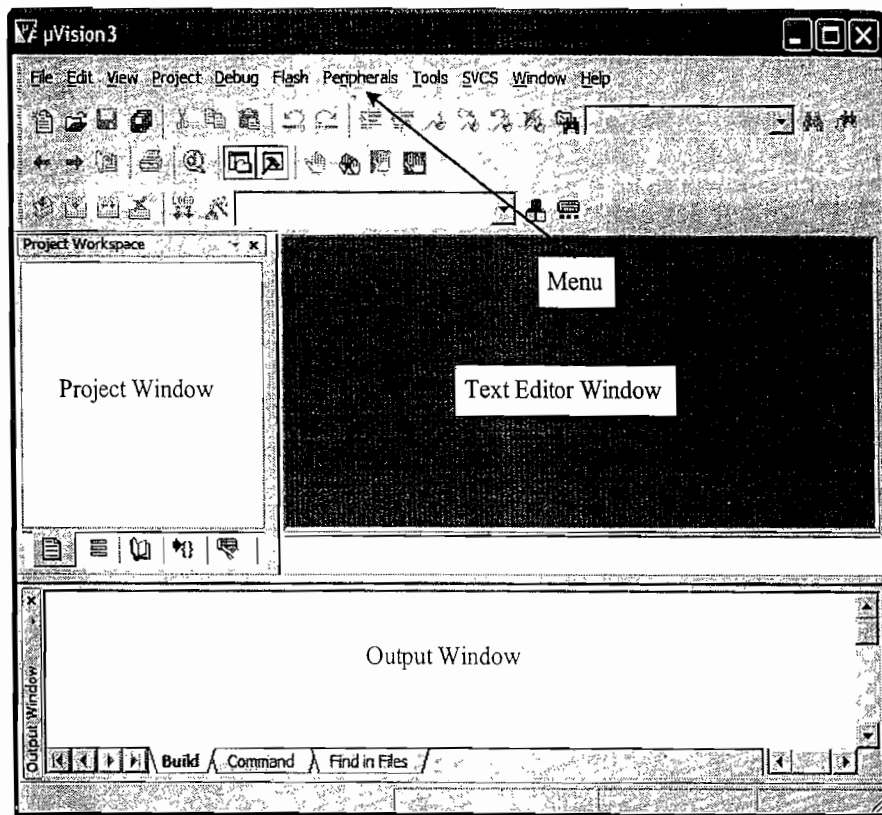 µVision3
File Edit View Project Debug Flash Peripherals Tools SVCS Window Help
LOAD
Project Workspace
Menu
Project Window
Text Editor Window
Output Window
Output Window
Build Command Find in Files